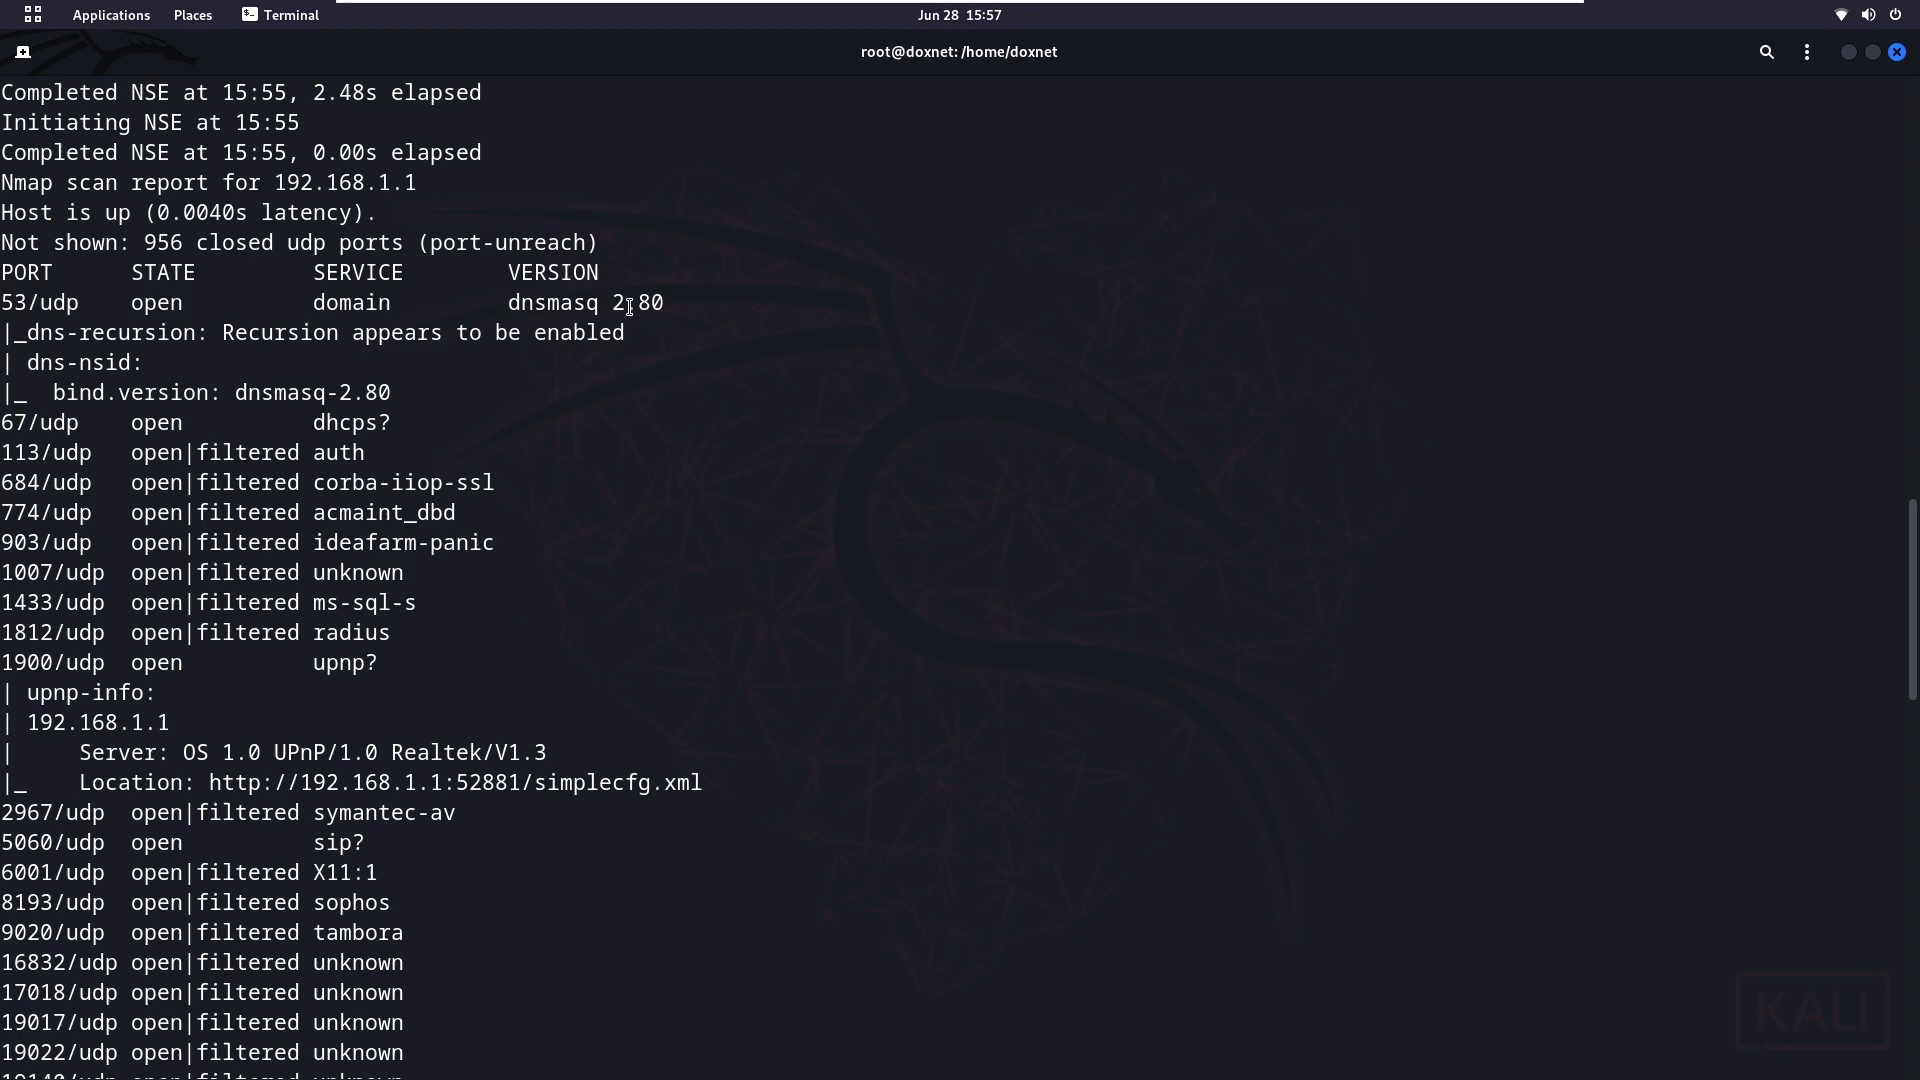 Applications Places Terminal Jun 28 15:57
root@doxnet: /home/doxnet
Completed NSE at 15:55, 2.48s elapsed
Initiating NSE at 15:55
Completed NSE at 15:55, 0.00s elapsed
Nmap scan report for 192.168.1.1
Host is up (0.0040s latency).
Not shown: 956 closed udp ports (port-unreach)
PORT      STATE         SERVICE        VERSION
53/udp    open          domain         dnsmasq 2.80
|_dns-recursion: Recursion appears to be enabled
| dns-nsid:
|_  bind.version: dnsmasq-2.80
67/udp    open          dhcps?
113/udp   open|filtered auth
684/udp   open|filtered corba-iiop-ssl
774/udp   open|filtered acmaint_dbd
903/udp   open|filtered ideafarm-panic
1007/udp  open|filtered unknown
1433/udp  open|filtered ms-sql-s
1812/udp  open|filtered radius
1900/udp  open          upnp?
| upnp-info:
| 192.168.1.1
|     Server: OS 1.0 UPnP/1.0 Realtek/V1.3
|_    Location: http://192.168.1.1:52881/simplecfg.xml
2967/udp  open|filtered symantec-av
5060/udp  open          sip?
6001/udp  open|filtered X11:1
8193/udp  open|filtered sophos
9020/udp  open|filtered tambora
16832/udp open|filtered unknown
17018/udp open|filtered unknown
19017/udp open|filtered unknown
19022/udp open|filtered unknown
KALI